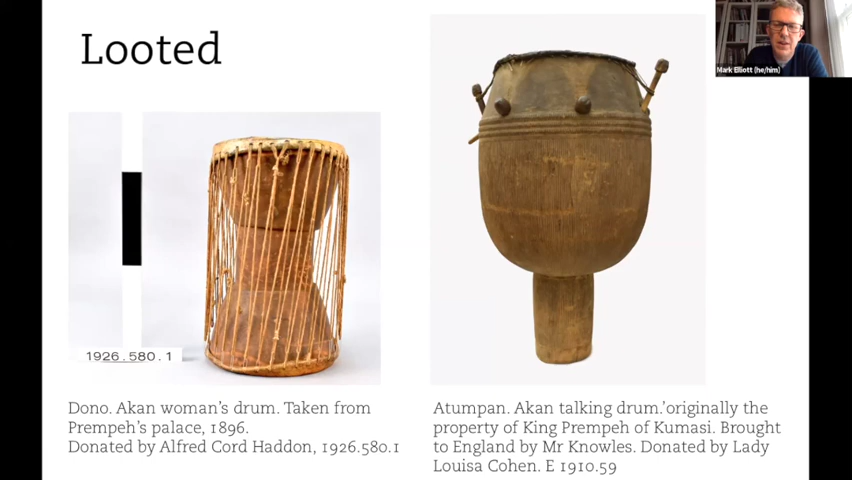 Looted
Mark Elliott (he/him)
1926.580.1
Dono. Akan woman's drum. Taken from
Prempeh's palace, 1896.
Donated by Alfred Cord Haddon, 1926.580.1
Atumpan. Akan talking drum.'originally the
property of King Prempeh of Kumasi. Brought
to England by Mr Knowles. Donated by Lady
Louisa Cohen. E 1910.59